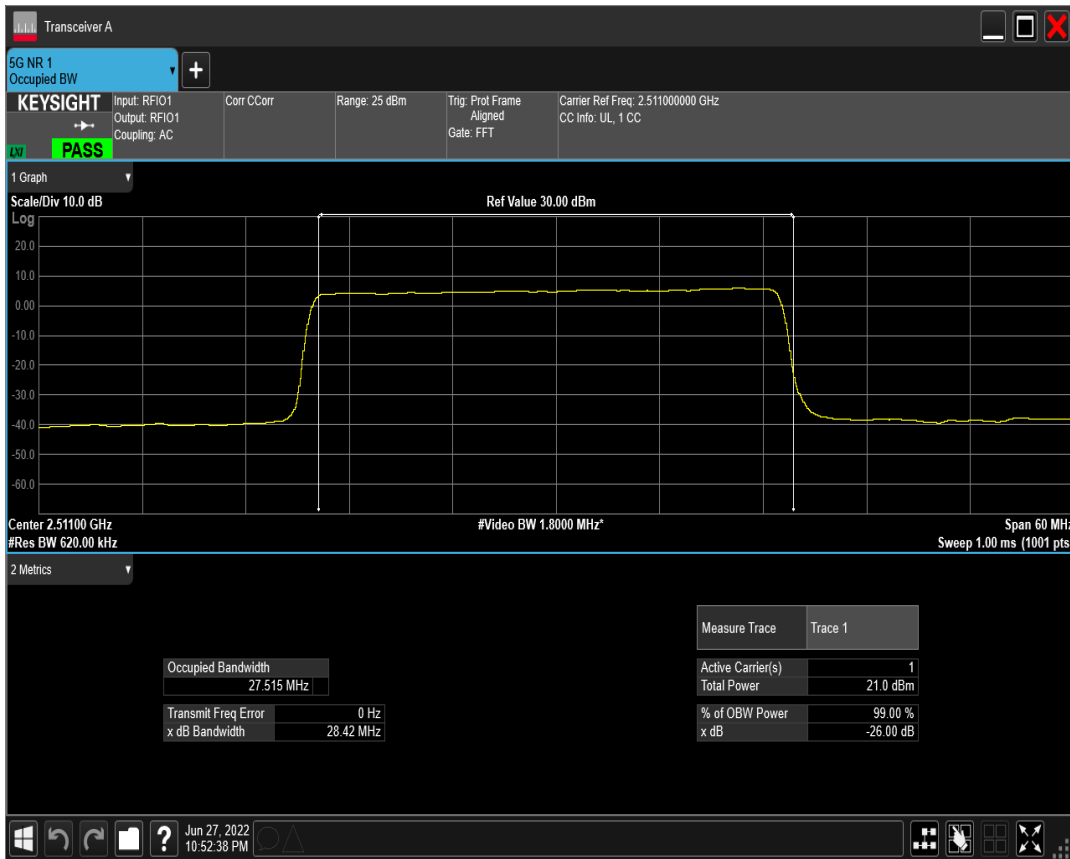 Transceiver A
5G NR 1
Occupied BW
KEYSIGHT
LXI
PASS
Input: RFIO1
Output: RFIO1
Coupling: AC
Corr CCorr
Range: 25 dBm
Trig: Prot Frame
Aligned
Gate: FFT
Carrier Ref Freq: 2.511000000 GHz
CC Info: UL, 1 CC
1 Graph
Scale/Div 10.0 dB
Ref Value 30.00 dBm
Log
20.0
10.0
0.00
-10.0
-20.0
-30.0
-40.0
-50.0
-60.0
Center 2.51100 GHz
#Video BW 1.8000 MHz*
Span 60 MHz
#Res BW 620.00 kHz
Sweep 1.00 ms (1001 pts
2 Metrics
Measure Trace Trace 1
Occupied Bandwidth
27.515 MHz
Active Carrier(s) 1
Total Power 21.0 dBm
Transmit Freq Error 0 Hz
x dB Bandwidth 28.42 MHz
% of OBW Power 99.00 %
x dB -26.00 dB
?
Jun 27, 2022
10:52:38 PM